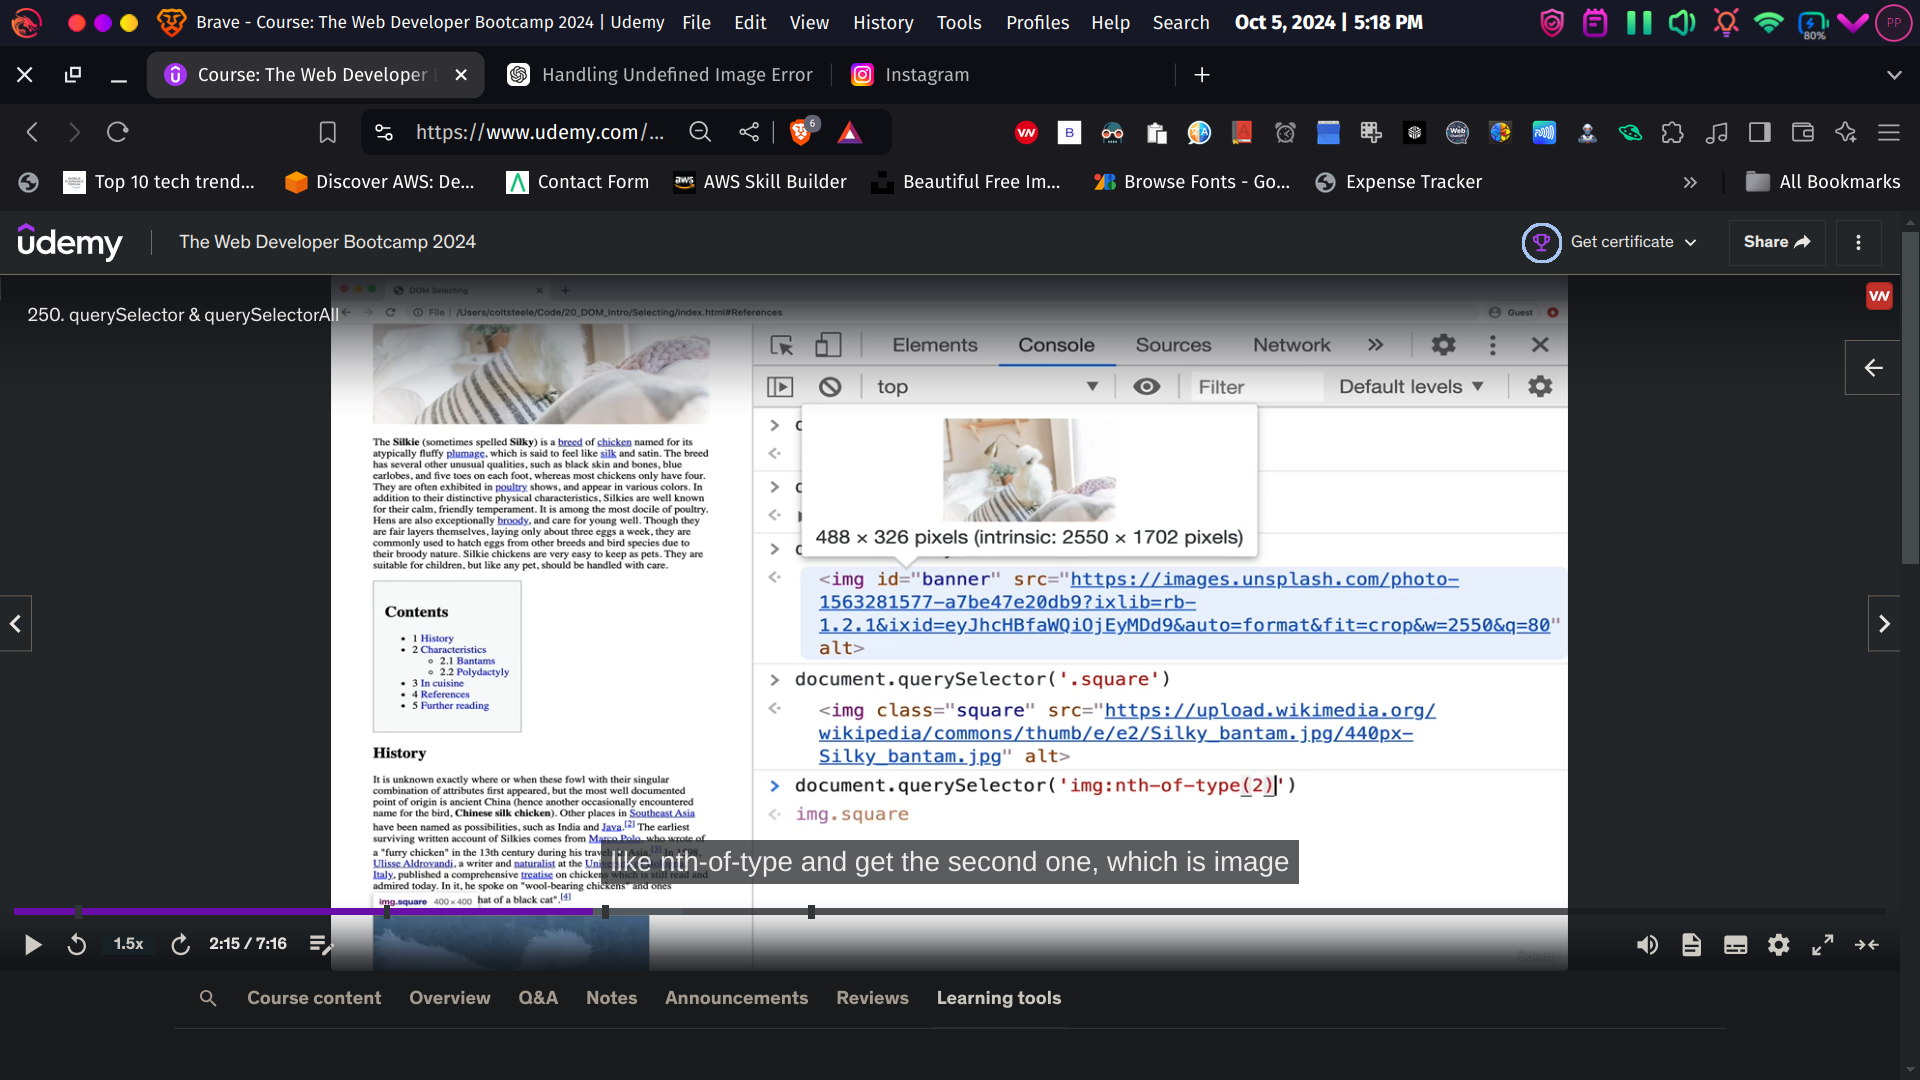 Brave - Course: The Web Developer Bootcamp 2024 | Udemy File Edit View History Tools Profiles Help Search Oct 5, 2024 | 5:18 PM 80% PP
Course: The Web Developer Handling Undefined Image Error Instagram
https://www.udemy.com/... 6
Top 10 tech trend... Discover AWS: De... Contact Form AWS Skill Builder Beautiful Free Im... Browse Fonts - Go... Expense Tracker All Bookmarks
udemy The Web Developer Bootcamp 2024 Get certificate Share
DOM Selecting
250. querySelector & querySelectorAll
File | /Users/coltsteele/Code/20_DOM_Intro/Selecting/index.html#References Guest
Elements Console Sources Network
top Filter Default levels
488 × 326 pixels (intrinsic: 2550 × 1702 pixels)
<img id="banner" src="https://images.unsplash.com/photo-
1563281577-a7be47e20db9?ixlib=rb-
1.2.1&ixid=eyJhcHBfaWQiOjEyMDd9&auto=format&fit=crop&w=2550&q=80"
alt>
document.querySelector('.square')
<img class="square" src="https://upload.wikimedia.org/
wikipedia/commons/thumb/e/e2/Silky_bantam.jpg/440px-
Silky_bantam.jpg" alt>
document.querySelector('img:nth-of-type(2)')
img.square
The Silkie (sometimes spelled Silky) is a breed of chicken named for its
atypically fluffy plumage, which is said to feel like silk and satin. The breed
has several other unusual qualities, such as black skin and bones, blue
earlobes, and five toes on each foot, whereas most chickens only have four.
They are often exhibited in poultry shows, and appear in various colors. In
addition to their distinctive physical characteristics, Silkies are well known
for their calm, friendly temperament. It is among the most docile of poultry.
Hens are also exceptionally broody, and care for young well. Though they
are fair layers themselves, laying only about three eggs a week, they are
commonly used to hatch eggs from other breeds and bird species due to
their broody nature. Silkie chickens are very easy to keep as pets. They are
suitable for children, but like any pet, should be handled with care.
Contents
1 History
2 Characteristics
2.1 Bantams
2.2 Polydactyly
3 In cuisine
4 References
5 Further reading
History
It is unknown exactly where or when these fowl with their singular
combination of attributes first appeared, but the most well documented
point of origin is ancient China (hence another occasionally encountered
name for the bird, Chinese silk chicken). Other places in Southeast Asia
have been named as possibilities, such as India and Java.[2] The earliest
surviving written account of Silkies comes from Marco Polo, who wrote of
a "furry chicken" in the 13th century during his
Ulisse Aldrovandi, a writer and naturalist at the
Italy, published a comprehensive treatise on chickens which is still read and
admired today. In it, he spoke on "wool-bearing chickens" and ones
hat of a black cat".[4]
img.square 400 × 400
like nth-of-type and get the second one, which is image
1.5x 2:15 / 7:16
Course content Overview Q&A Notes Announcements Reviews Learning tools